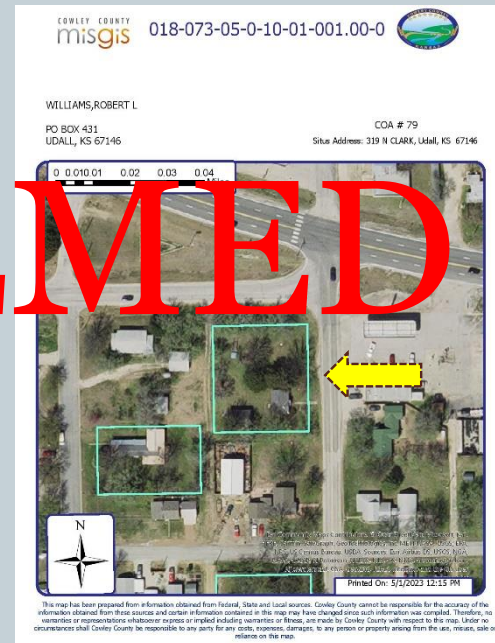 COWLEY COUNTY
misgis
018-073-05-0-10-01-001.00-0
WILLIAMS,ROBERT L
PO BOX 431
UDALL, KS 67146
COA # 79
Situs Address: 319 N CLARK, Udall, KS 67146
0 0.010.01 0.02 0.03 0.04
MED
N
Printed On: 5/1/2023 12:15 PM
This map has been prepared from information obtained from Federal, State and Local sources. Cowley County cannot be responsible for the accuracy of the
information obtained from these sources and certain information contained in this map may have changed since such information was compiled. Therefore, no
warranties or representations whatsoever are express or implied including warranties or fitness, are made by Cowley County with respect to this map. Under no
circumstances shall Cowley County be responsible to any party for any costs, expenses, damages, to any person or property arising from the use, misuse, sale or
reliance on this map.